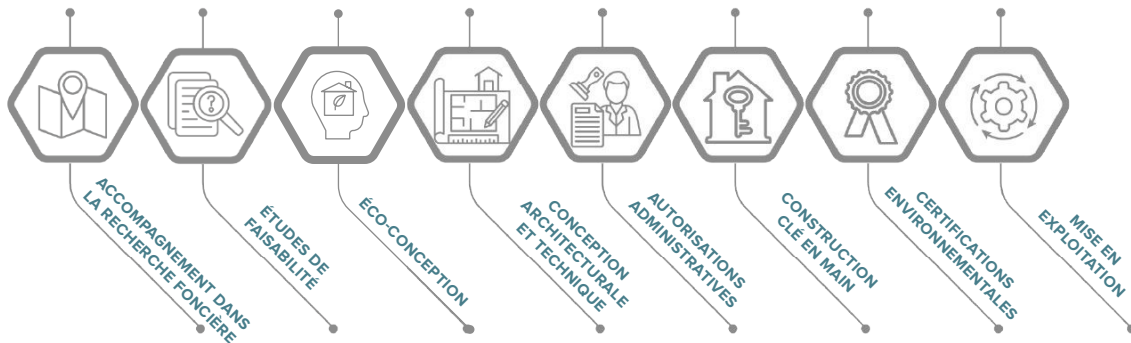 ACCOMPAGNEMENT DANS
LA RECHERCHE FONCIÈRE
ÉTUDES DE
FAISABILITÉ
ÉCO-CONCEPTION
CONCEPTION
ARCHITECTURALE
ET TECHNIQUE
AUTORISATIONS
ADMINISTRATIVES
CONSTRUCTION
CLÉ EN MAIN
CERTIFICATIONS
ENVIRONNEMENTALES
MISE EN
EXPLOITATION
?